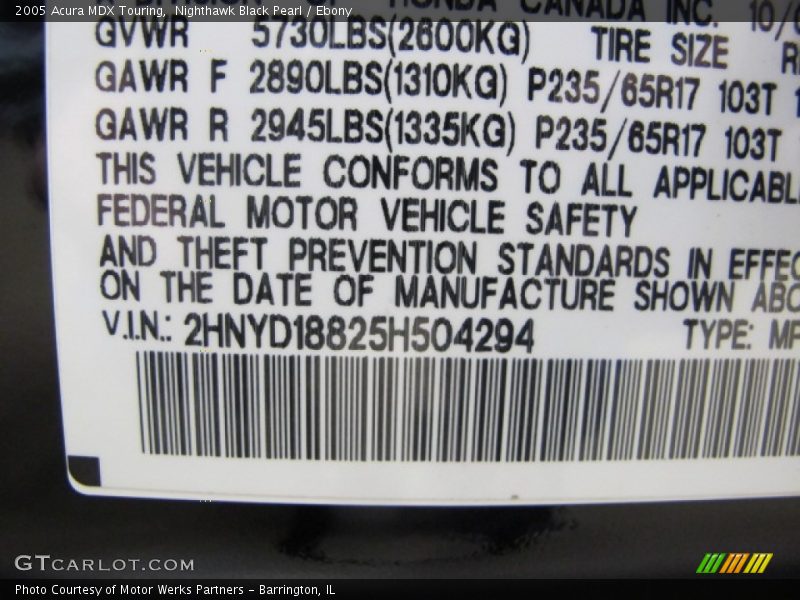 2005 Acura MDX Touring,  Nighthawk Black Pearl / Ebony
HONDA CANADA INC. 10/
GVWR 5730LBS(2600KG) TIRE SIZE
GAWR F 2890LBS(1310KG) P235/65R17 103T
GAWR R 2945LBS(1335KG) P235/65R17 103T
THIS VEHICLE CONFORMS TO ALL APPLICABL
FEDERAL MOTOR VEHICLE SAFETY
AND THEFT PREVENTION STANDARDS IN EFFEC
ON THE DATE OF MANUFACTURE SHOWN ABO
V.I.N.: 2HNYD18825H504294 TYPE: MP
GTCARLOT.COM
Photo Courtesy of Motor Werks Partners - Barrington, IL